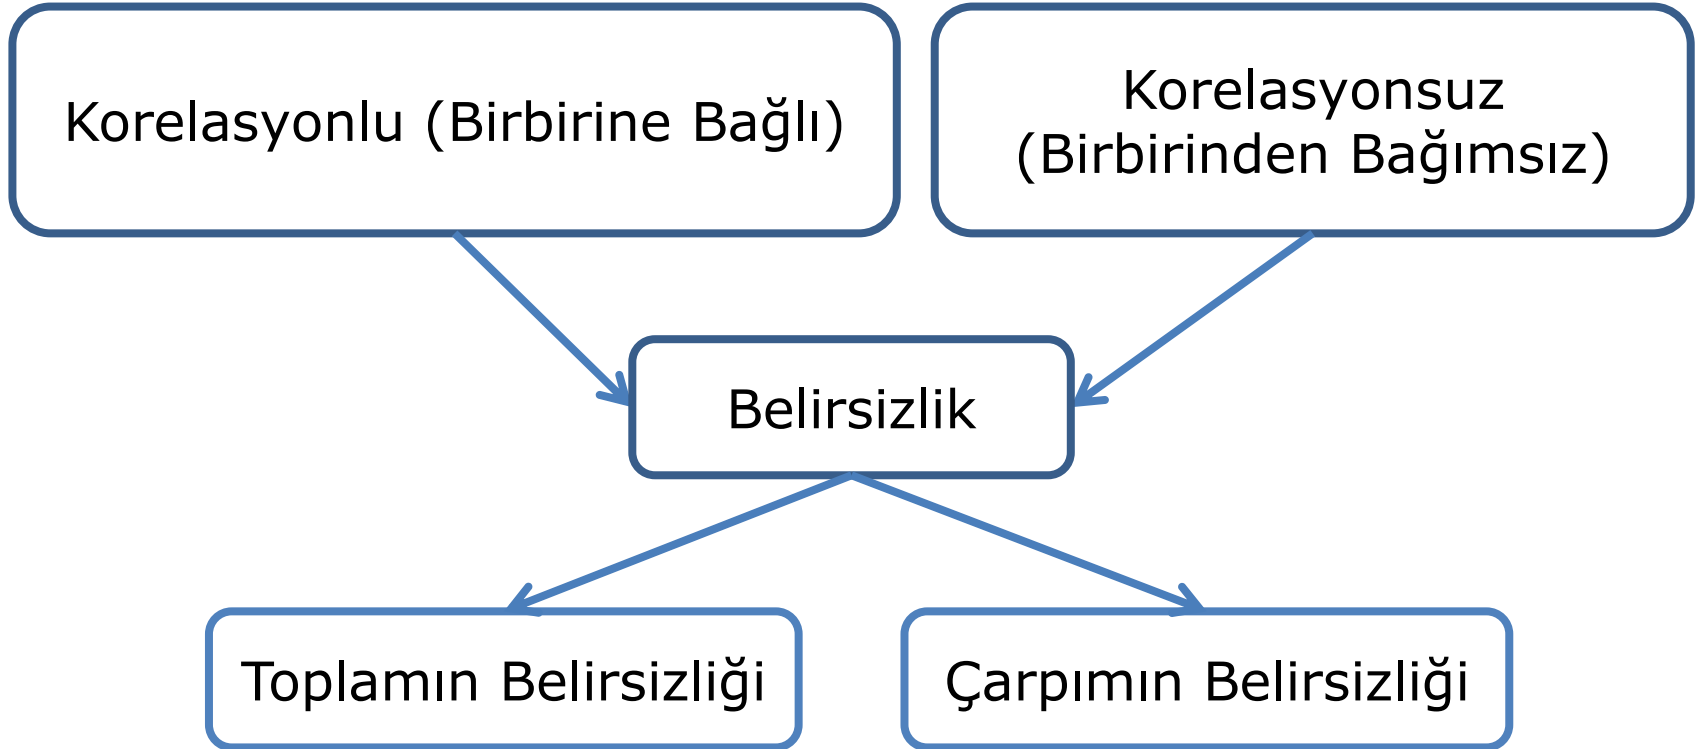 Korelasyonlu (Birbirine Bağlı)
Korelasyonsuz
(Birbirinden Bağımsız)
Belirsizlik
Toplamın Belirsizliği
Çarpımın Belirsizliği